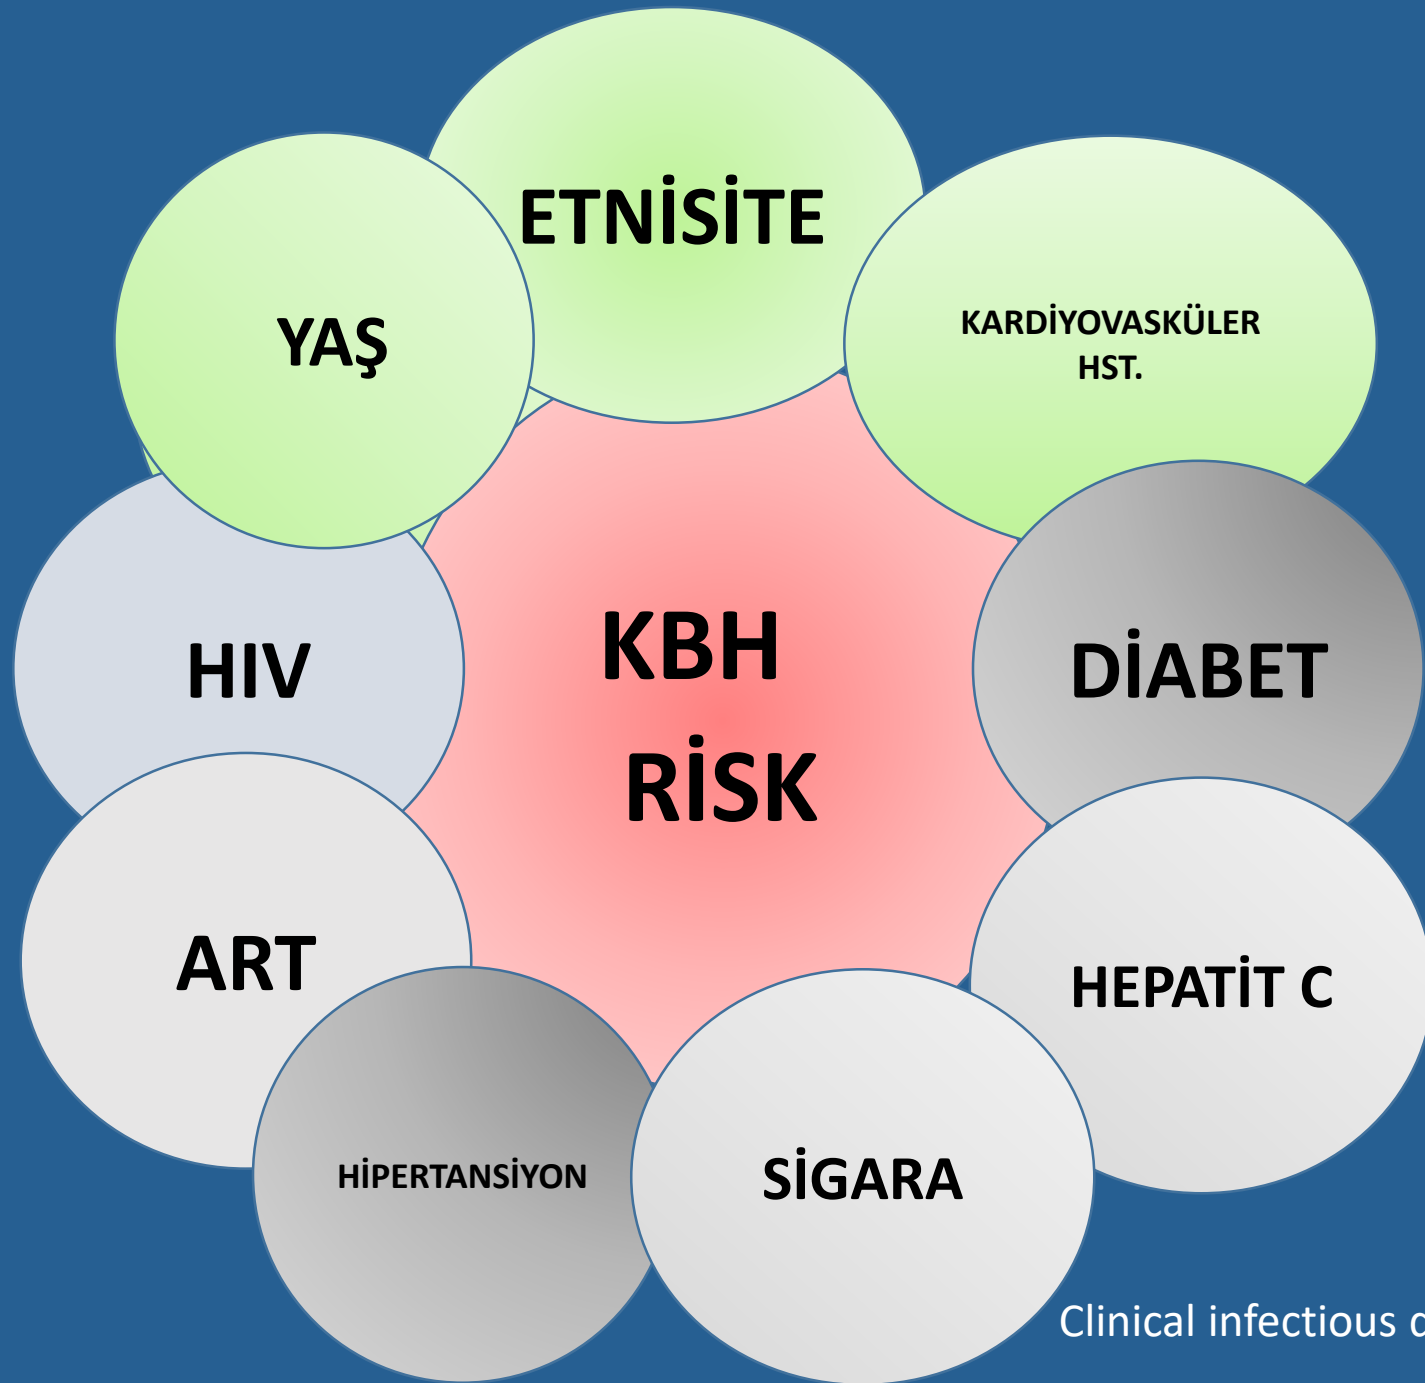 ETNİSİTE
YAŞ
KARDİYOVASKÜLER
HST.
HIV
KBH
RİSK
DİABET
ART
HEPATİT C
HİPERTANSİYON
SİGARA
Clinical infectious